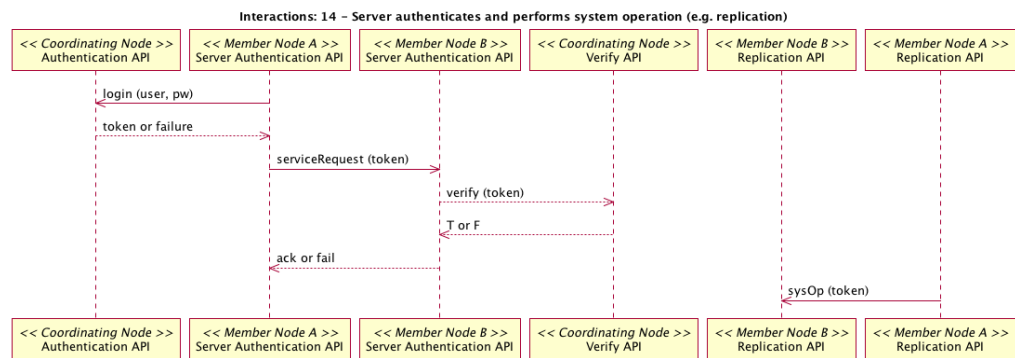 Interactions: 14 - Server authenticates and performs system operation (e.g. replication)
<< Coordinating Node >>
Authentication API
<< Member Node A >>
Server Authentication API
<< Member Node B >>
Server Authentication API
<< Coordinating Node >>
Verify API
<< Member Node B >>
Replication API
<< Member Node A >>
Replication API
login (user, pw)
token or failure
serviceRequest (token)
verify (token)
T or F
ack or fail
sysOp (token)
<< Coordinating Node >>
Authentication API
<< Member Node A >>
Server Authentication API
<< Member Node B >>
Server Authentication API
<< Coordinating Node >>
Verify API
<< Member Node B >>
Replication API
<< Member Node A >>
Replication API